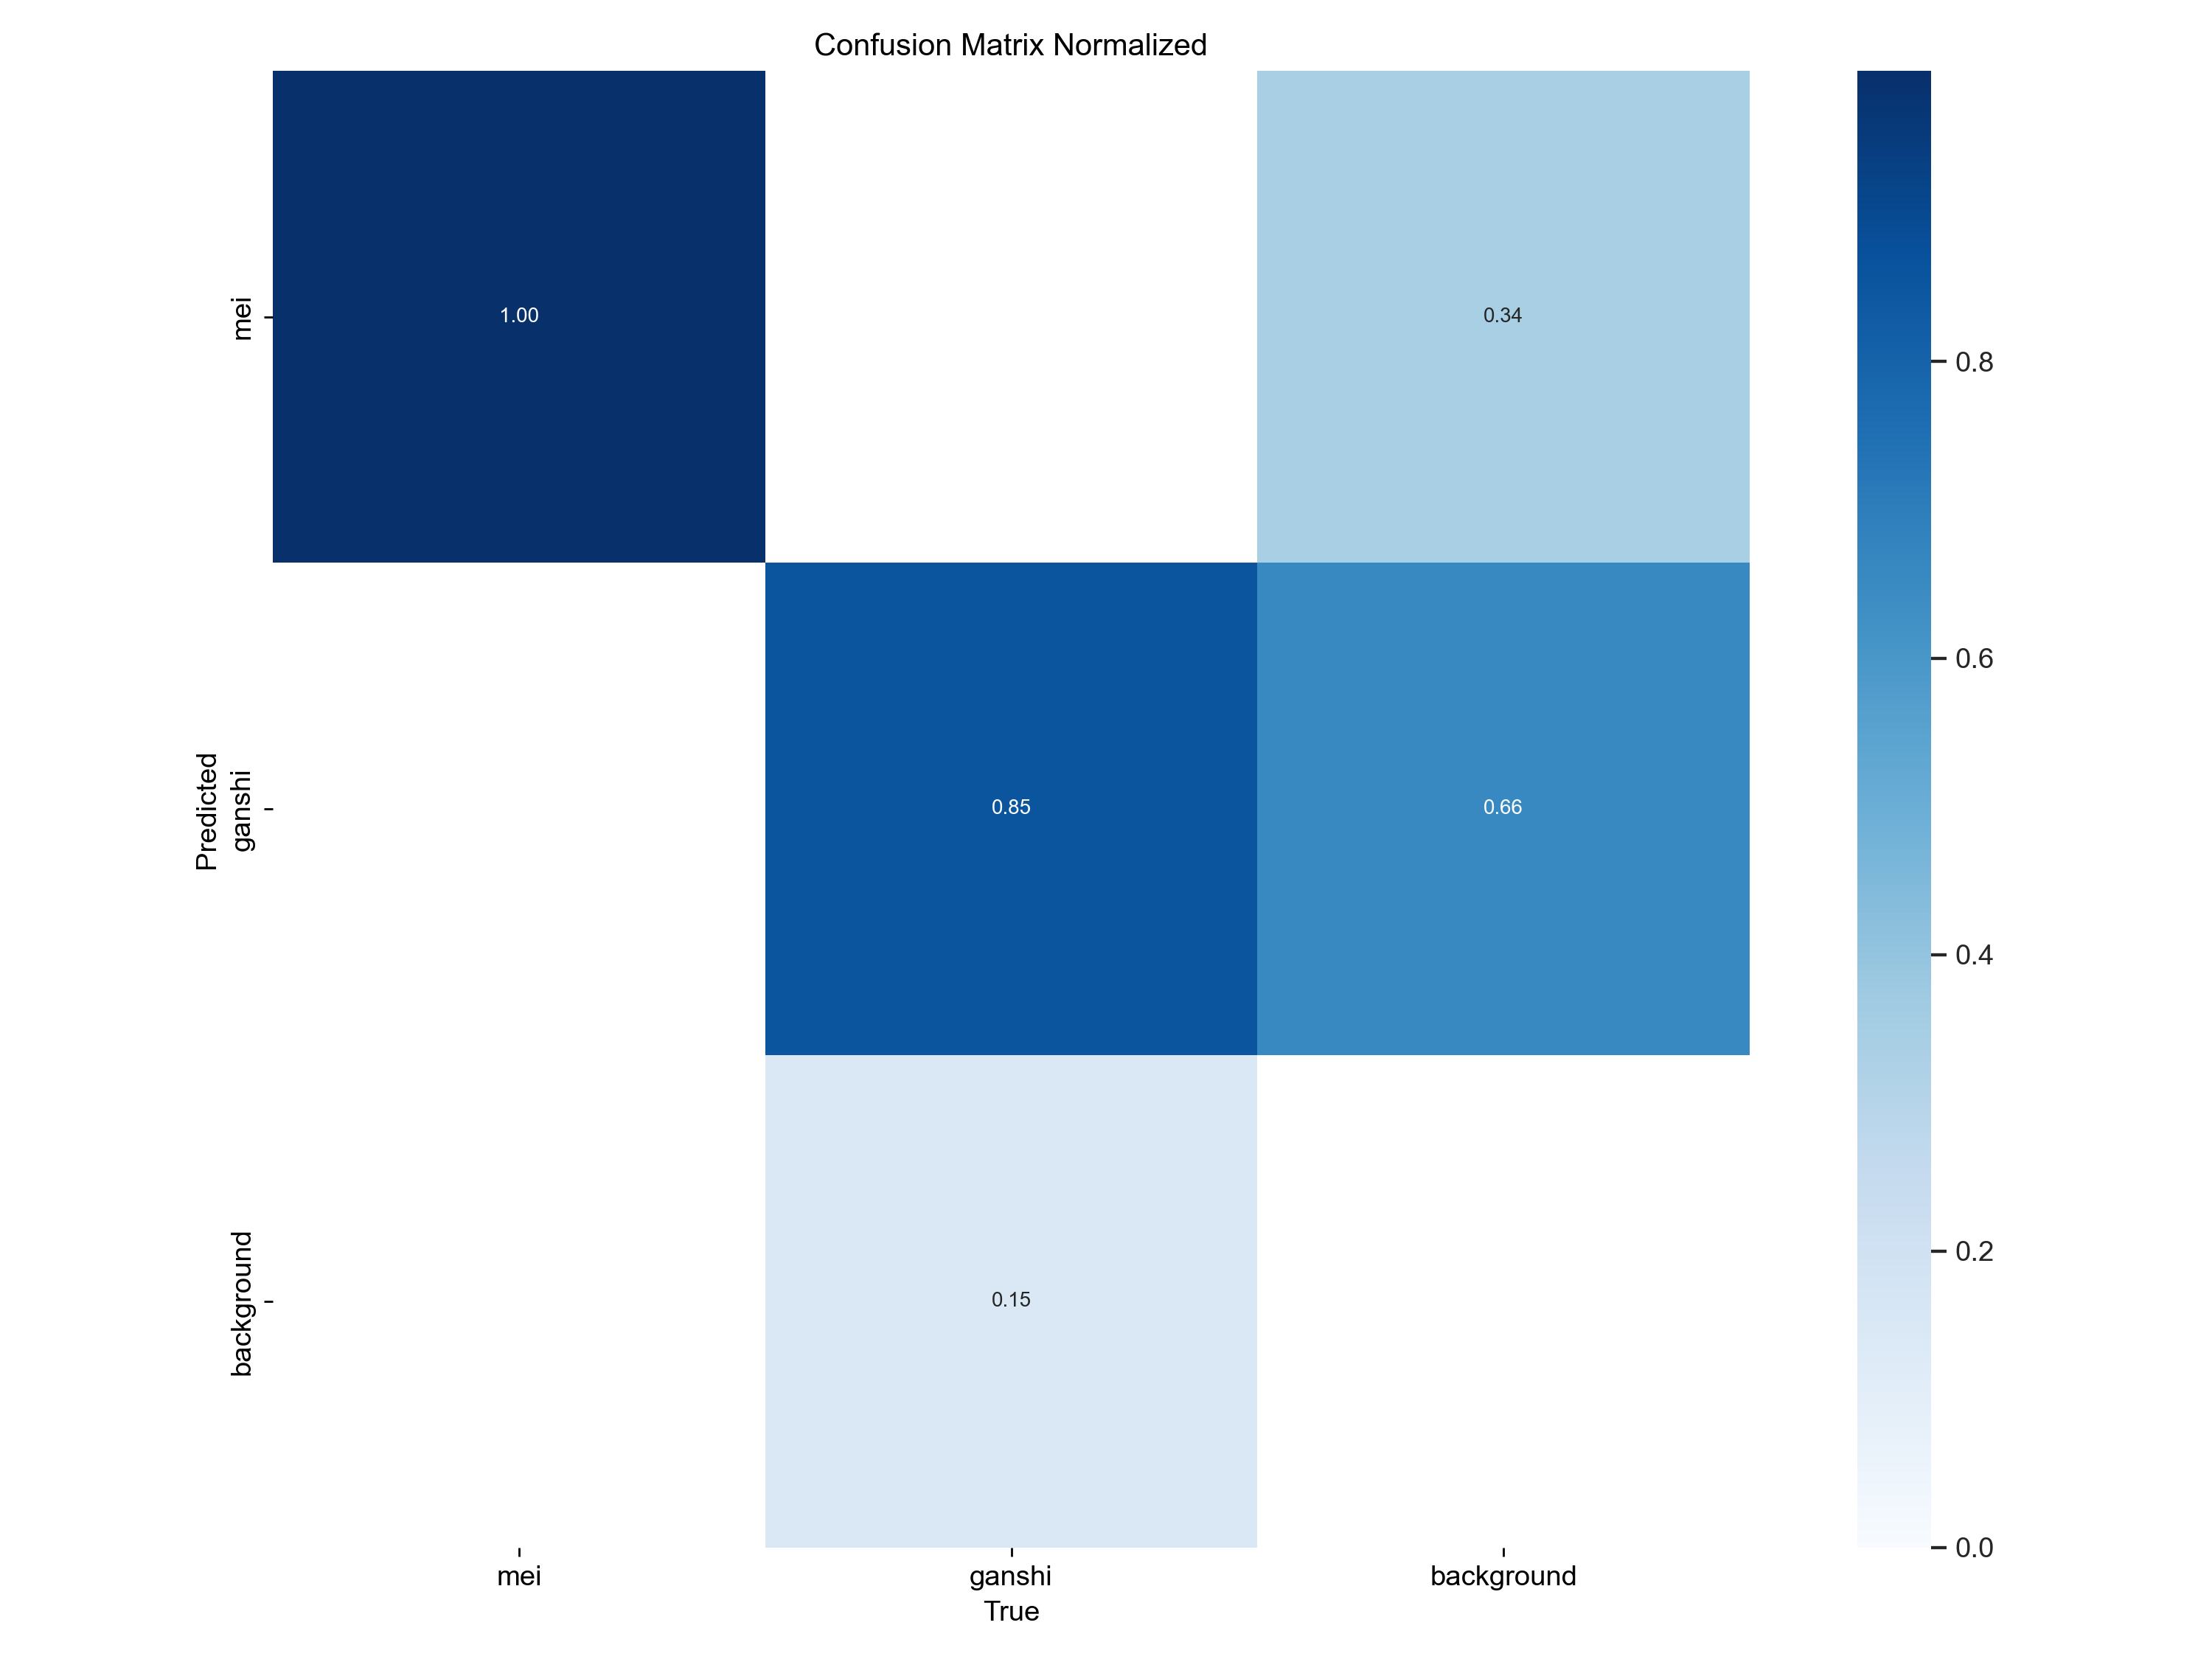 Confusion Matrix Normalized
mei
1.00
0.34
0.8
0.6
Predicted
ganshi
0.85
0.66
0.4
background
0.15
0.2
0.0
mei
ganshi
background
True